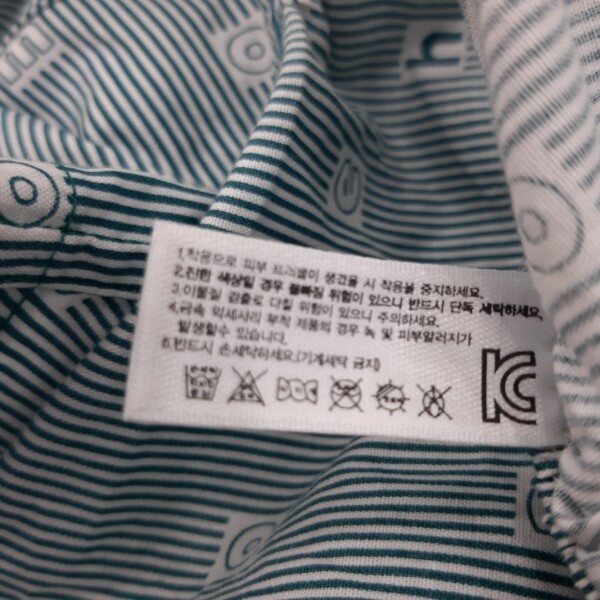 1.착용으로 피부 트러블이 생겼을 시 착용을 중지하세요.
2.진한 색상일 경우 물빠짐 위험이 있으니 반드시 단독 세탁하세요.
3.이물질 검출로 다칠 위험이 있으니 주의하세요.
4.금속 악세사리 부착 제품의 경우 녹 및 피부알러지가
발생할수 있습니다.
5.반드시 손세탁하세요.(기계세탁 금지)
KC
h
m